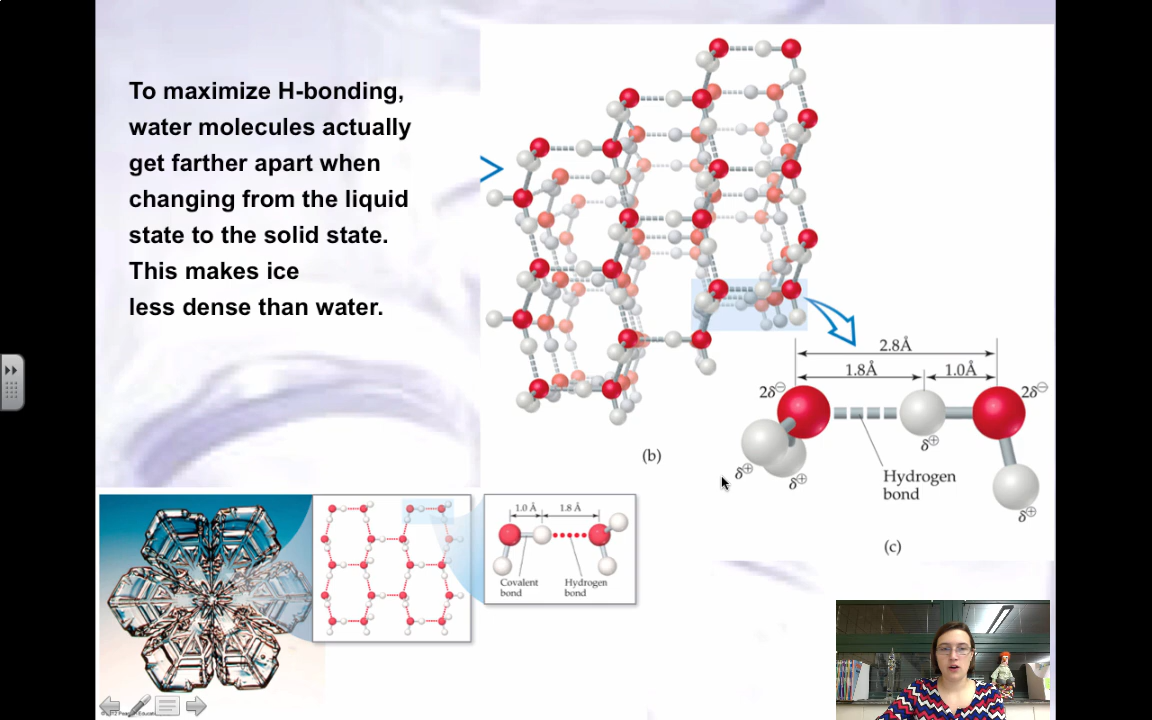 To maximize H-bonding,
water molecules actually
get farther apart when
changing from the liquid
state to the solid state.
This makes ice
less dense than water.
(b)
2.8Å
1.8Å
1.0Å
2δ⊖
2δ⊖
δ⊕
δ⊕
δ⊕
δ⊕
Hydrogen
bond
(c)
1.0 Å
1.8 Å
Covalent
bond
Hydrogen
bond